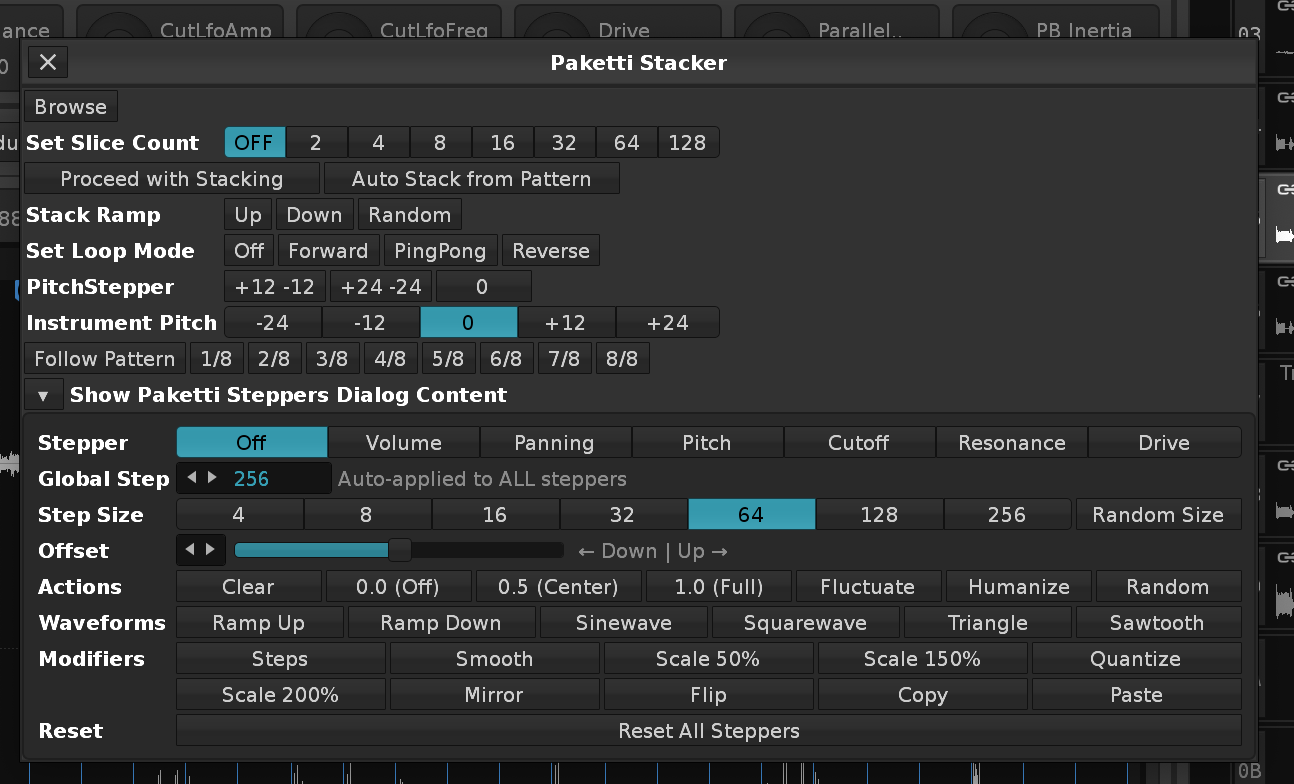 ance CutLfoAmp CutLfoFreq Drive Parallel.. PB Inertia
03
Paketti Stacker
Browse
Set Slice Count OFF 2 4 8 16 32 64 128
Proceed with Stacking Auto Stack from Pattern
Stack Ramp Up Down Random
Set Loop Mode Off Forward PingPong Reverse
PitchStepper +12 -12 +24 -24 0
Instrument Pitch -24 -12 0 +12 +24
Follow Pattern 1/8 2/8 3/8 4/8 5/8 6/8 7/8 8/8
▼ Show Paketti Steppers Dialog Content
Stepper Off Volume Panning Pitch Cutoff Resonance Drive
Global Step 256 Auto-applied to ALL steppers
Step Size 4 8 16 32 64 128 256 Random Size
Offset ← Down | Up →
Actions Clear 0.0 (Off) 0.5 (Center) 1.0 (Full) Fluctuate Humanize Random
Waveforms Ramp Up Ramp Down Sinewave Squarewave Triangle Sawtooth
Modifiers Steps Smooth Scale 50% Scale 150% Quantize
Scale 200% Mirror Flip Copy Paste
Reset Reset All Steppers
0B